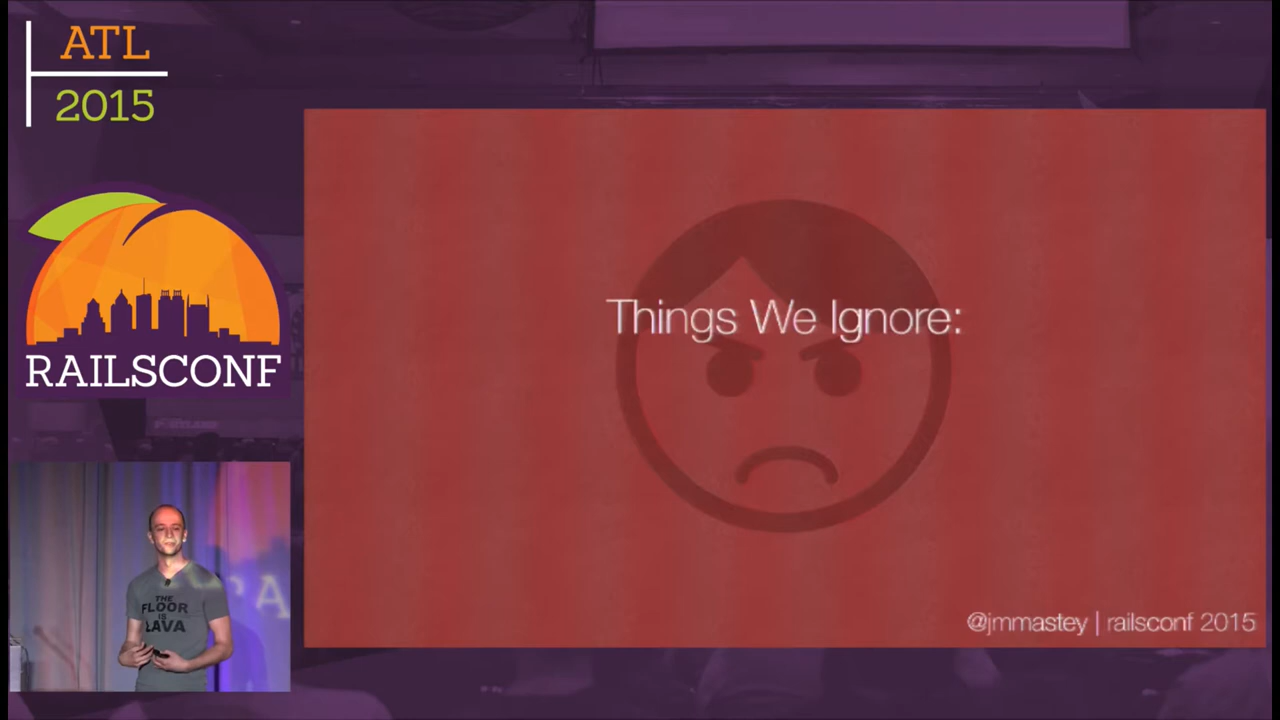 ATL
2015
RAILSCONF
Things We Ignore:
@jmmastey | railsconf 2015
THE
FLOOR
IS
LAVA